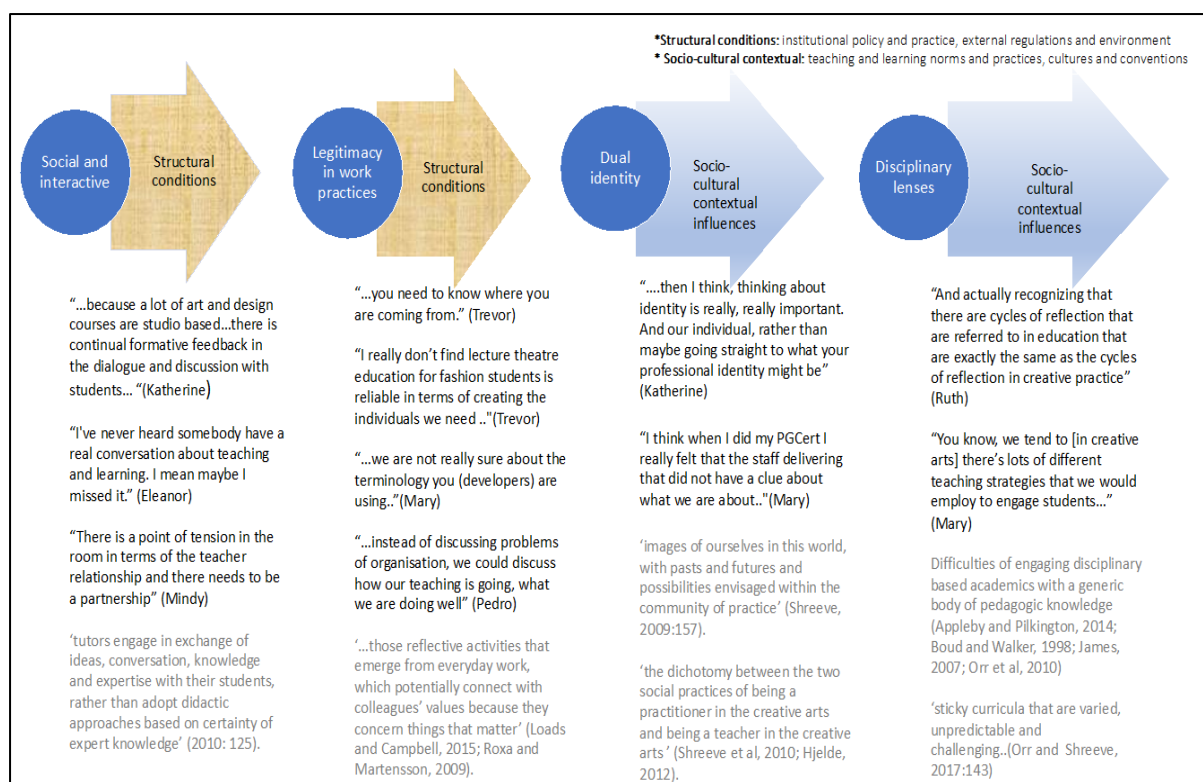 *Structural conditions: institutional policy and practice, external regulations and environment
* Socio-cultural contextual: teaching and learning norms and practices, cultures and conventions
Social and
interactive
Structural
conditions
Legitimacy
in work
practices
Structural
conditions
Dual
identity
Socio-
cultural
contextual
influences
Disciplinary
lenses
Socio-
cultural
contextual
influences
“...because a lot of art and design
courses are studio based...there is
continual formative feedback in
the dialogue and discussion with
students... “(Katherine)
“I've never heard somebody have a
real conversation about teaching
and learning. I mean maybe I
missed it.” (Eleanor)
“There is a point of tension in the
room in terms of the teacher
relationship and there needs to be
a partnership” (Mindy)
‘tutors engage in exchange of
ideas, conversation, knowledge
and expertise with their students,
rather than adopt didactic
approaches based on certainty of
expert knowledge’ (2010: 125).
“...you need to know where you
are coming from.” (Trevor)
“I really don’t find lecture theatre
education for fashion students is
reliable in terms of creating the
individuals we need .."(Trevor)
“...we are not really sure about the
terminology you (developers) are
using..”(Mary)
“...instead of discussing problems
of organisation, we could discuss
how our teaching is going, what
we are doing well” (Pedro)
‘...those reflective activities that
emerge from everyday work,
which potentially connect with
colleagues’ values because they
concern things that matter’ (Loads
and Campbell, 2015; Roxa and
Martensson, 2009).
“....then I think, thinking about
identity is really, really important.
And our individual, rather than
maybe going straight to what your
professional identity might be”
(Katherine)
“I think when I did my PGCert I
really felt that the staff delivering
that did not have a clue about
what we are about.."(Mary)
‘images of ourselves in this world,
with pasts and futures and
possibilities envisaged within the
community of practice’ (Shreeve,
2009:157).
‘the dichotomy between the two
social practices of being a
practitioner in the creative arts
and being a teacher in the creative
arts ’ (Shreeve et al, 2010; Hjelde,
2012).
“And actually recognizing that
there are cycles of reflection that
are referred to in education that
are exactly the same as the cycles
of reflection in creative practice”
(Ruth)
“You know, we tend to [in creative
arts] there’s lots of different
teaching strategies that we would
employ to engage students...”
(Mary)
Difficulties of engaging disciplinary
based academics with a generic
body of pedagogic knowledge
(Appleby and Pilkington, 2014;
Boud and Walker, 1998; James,
2007; Orr et al, 2010)
‘sticky curricula that are varied,
unpredictable and
challenging..(Orr and Shreeve,
2017:143)